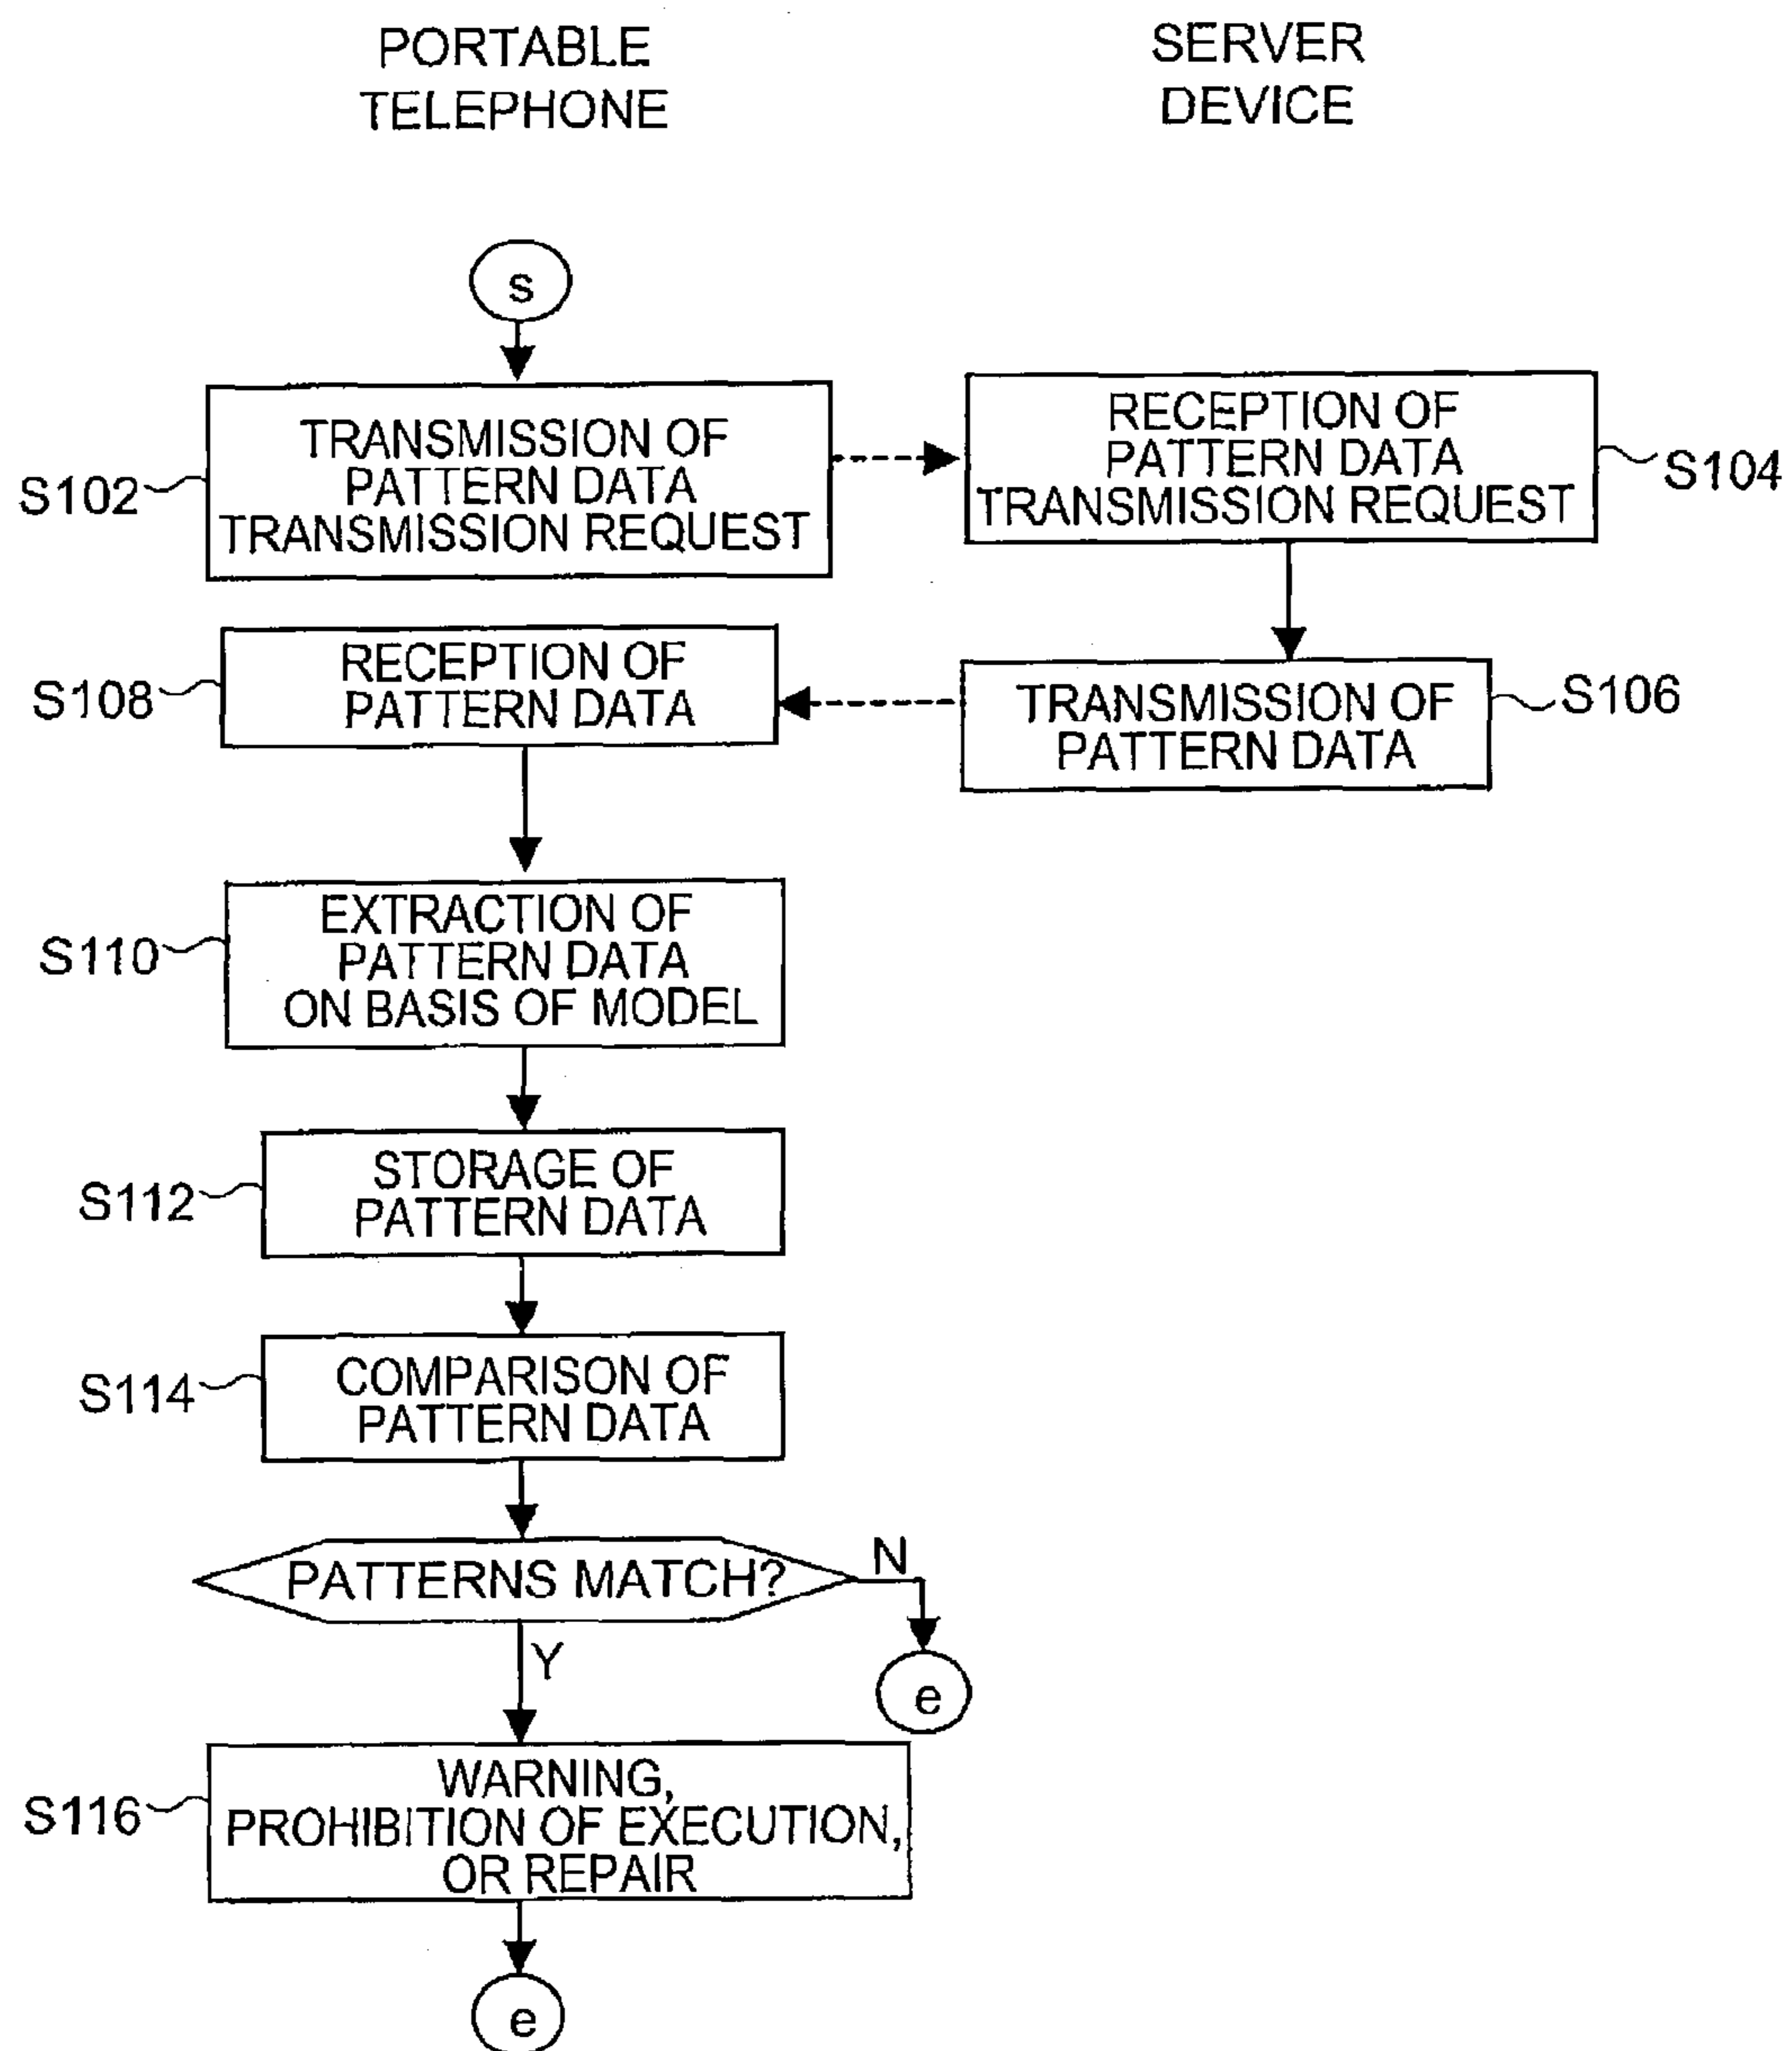 PORTABLE
TELEPHONE
SERVER
DEVICE
s
S102
TRANSMISSION OF
PATTERN DATA
TRANSMISSION REQUEST
RECEPTION OF
PATTERN DATA
TRANSMISSION REQUEST
S104
S108
RECEPTION OF
PATTERN DATA
TRANSMISSION OF
PATTERN DATA
S106
S110
EXTRACTION OF
PATTERN DATA
ON BASIS OF MODEL
S112
STORAGE OF
PATTERN DATA
S114
COMPARISON OF
PATTERN DATA
PATTERNS MATCH?
N
Y
e
S116
WARNING,
PROHIBITION OF EXECUTION,
OR REPAIR
e